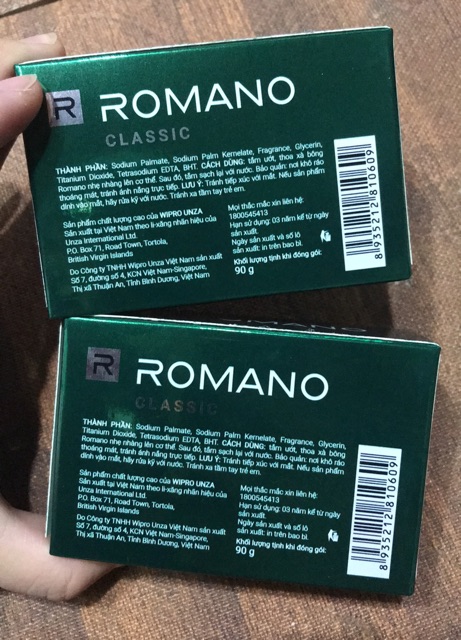 R ROMANO
CLASSIC
THÀNH PHẦN: Sodium Palmate, Sodium Palm Kernelate, Fragrance, Glycerin,
Titanium Dioxide, Tetrasodium EDTA, BHT. CÁCH DÙNG: tắm ướt, thoa xà bông
Romano nhẹ nhàng lên cơ thể. Sau đó, tắm sạch lại với nước. Bảo quản: nơi khô ráo
thoáng mát, tránh ánh nắng trực tiếp. LƯU Ý: Tránh tiếp xúc với mắt. Nếu sản phẩm
dính vào mắt, hãy rửa kỹ với nước. Tránh xa tầm tay trẻ em.
Sản phẩm chất lượng cao của WIPRO UNZA
Sản xuất tại Việt Nam theo li-xăng nhãn hiệu của
Unza International Ltd.
P.O. Box 71, Road Town, Tortola,
British Virgin Islands
Do Công ty TNHH Wipro Unza Việt Nam sản xuất
Số 7, đường số 4, KCN Việt Nam-Singapore,
Thị xã Thuận An, Tỉnh Bình Dương, Việt Nam
Mọi thắc mắc xin liên hệ:
1800545413
Hạn sử dụng: 03 năm kể từ ngày
sản xuất.
Ngày sản xuất và số lô
sản xuất: in trên bao bì.
Khối lượng tịnh khi đóng gói:
90 g
8 935212 810609
ROMANO
R ROMANO
CLASSIC
THÀNH PHẦN: Sodium Palmate, Sodium Palm Kernelate, Fragrance, Glycerin,
Titanium Dioxide, Tetrasodium EDTA, BHT. CÁCH DÙNG: tắm ướt, thoa xà bông
Romano nhẹ nhàng lên cơ thể. Sau đó, tắm sạch lại với nước. Bảo quản: nơi khô ráo
thoáng mát, tránh ánh nắng trực tiếp. LƯU Ý: Tránh tiếp xúc với mắt. Nếu sản phẩm
dính vào mắt, hãy rửa kỹ với nước. Tránh xa tầm tay trẻ em.
Sản phẩm chất lượng cao của WIPRO UNZA
Sản xuất tại Việt Nam theo li-xăng nhãn hiệu của
Unza International Ltd.
P.O. Box 71, Road Town, Tortola,
British Virgin Islands
Do Công ty TNHH Wipro Unza Việt Nam sản xuất
Số 7, đường số 4, KCN Việt Nam-Singapore,
Thị xã Thuận An, Tỉnh Bình Dương, Việt Nam
Mọi thắc mắc xin liên hệ:
1800545413
Hạn sử dụng: 03 năm kể từ ngày
sản xuất.
Ngày sản xuất và số lô
sản xuất: in trên bao bì.
Khối lượng tịnh khi đóng gói:
90 g
8 935212 810609